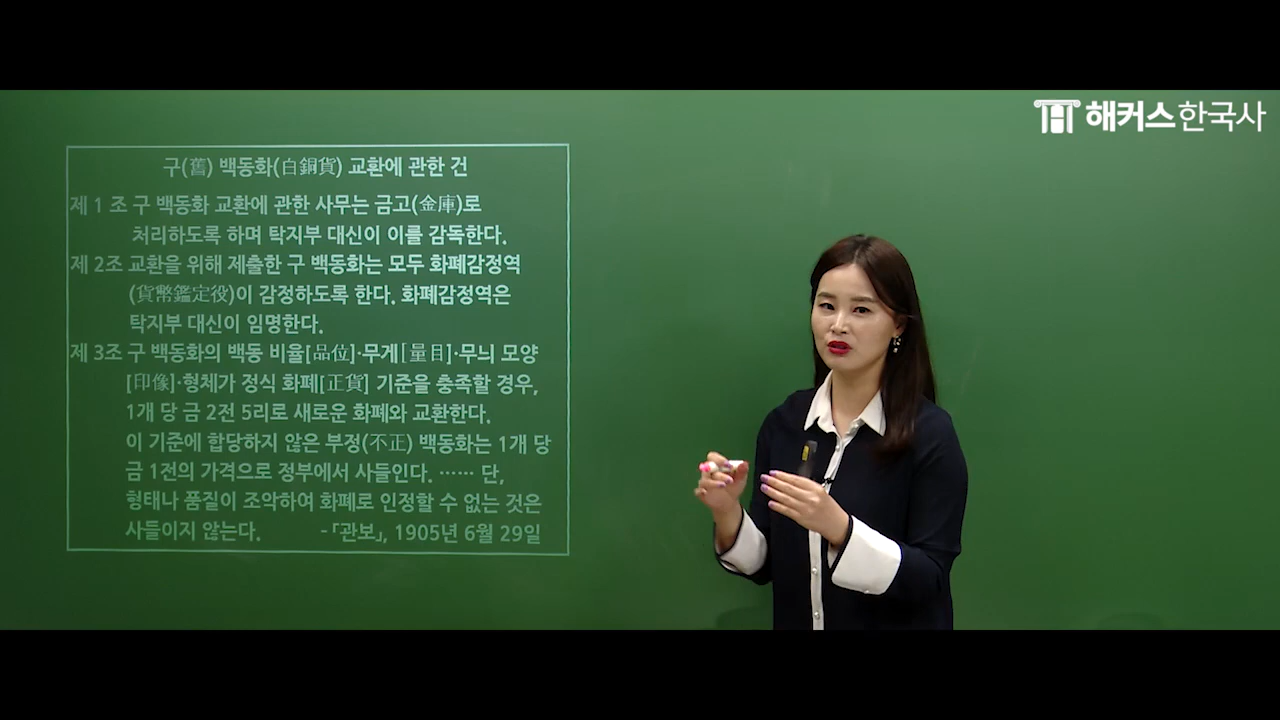 해커스한국사
구(舊) 백동화(白銅貨) 교환에 관한 건
제 1 조 구 백동화 교환에 관한 사무는 금고(金庫)로
처리하도록 하며 탁지부 대신이 이를 감독한다.
제 2조 교환을 위해 제출한 구 백동화는 모두 화폐감정역
(貨幣鑑定役)이 감정하도록 한다. 화폐감정역은
탁지부 대신이 임명한다.
제 3조 구 백동화의 백동 비율[品位]·무게[量目]·무늬 모양
[印像]·형체가 정식 화폐[正貨] 기준을 충족할 경우,
1개 당 금 2전 5리로 새로운 화폐와 교환한다.
이 기준에 합당하지 않은 부정(不正) 백동화는 1개 당
금 1전의 가격으로 정부에서 사들인다. …… 단,
형태나 품질이 조악하여 화폐로 인정할 수 없는 것은
사들이지 않는다. -「관보」, 1905년 6월 29일